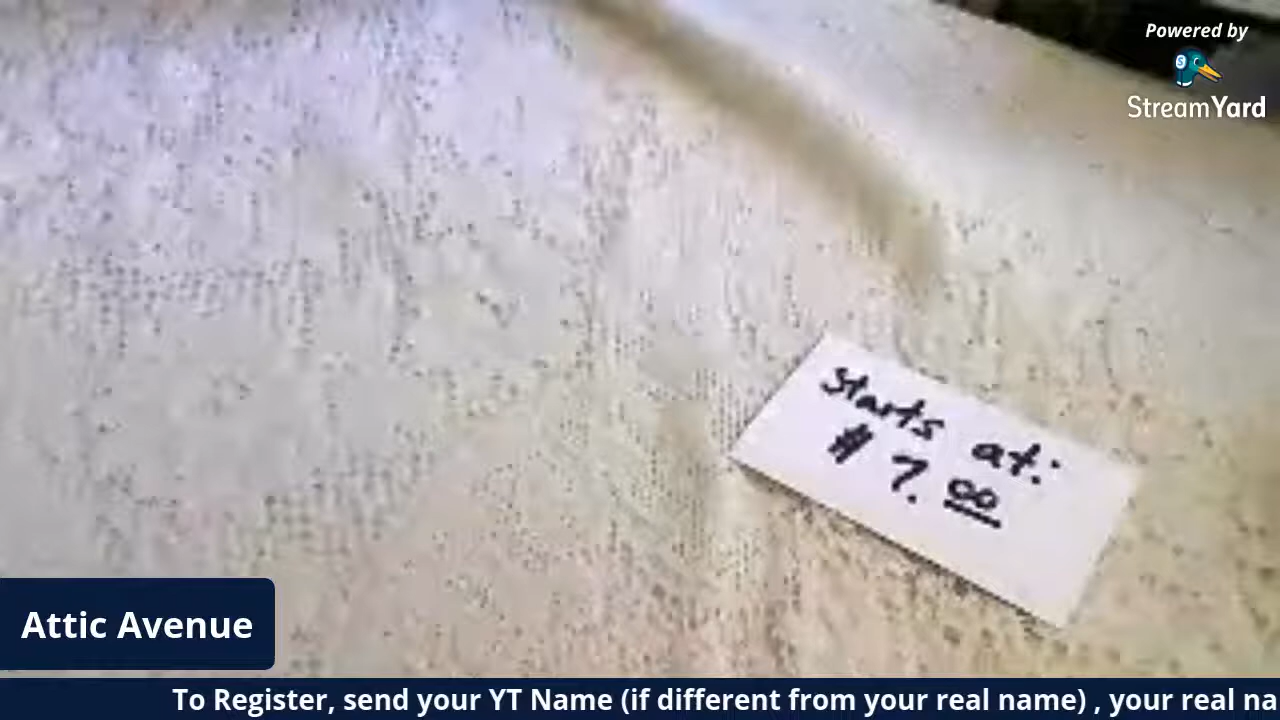 Powered by
StreamYard
Starts at:
# 7.00
Attic Avenue
To Register, send your YT Name (if different from your real name) , your real na